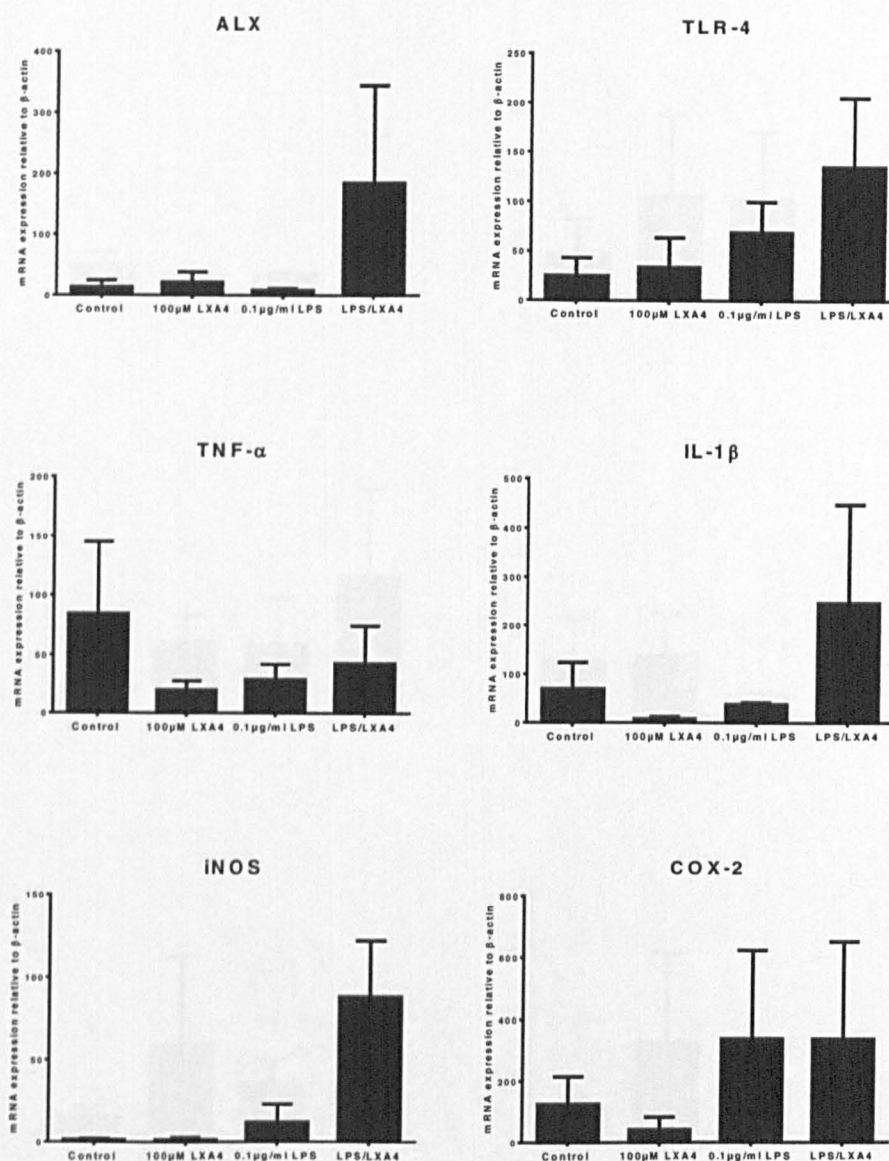 ALX
mRNA expression relative to β-actin
400
300
200
100
0
Control 100µM LXA4 0.1µg/ml LPS LPS/LXA4
TLR-4
mRNA expression relative to β-actin
250
200
150
100
50
0
Control 100µM LXA4 0.1µg/ml LPS LPS/LXA4
TNF-α
mRNA expression relative to β-actin
200
150
100
50
0
Control 100µM LXA4 0.1µg/ml LPS LPS/LXA4
IL-1β
mRNA expression relative to β-actin
500
400
300
200
100
0
Control 100µM LXA4 0.1µg/ml LPS LPS/LXA4
iNOS
mRNA expression relative to β-actin
150
100
50
0
Control 100µM LXA4 0.1µg/ml LPS LPS/LXA4
COX-2
mRNA expression relative to β-actin
800
600
400
200
0
Control 100µM LXA4 0.1µg/ml LPS LPS/LXA4